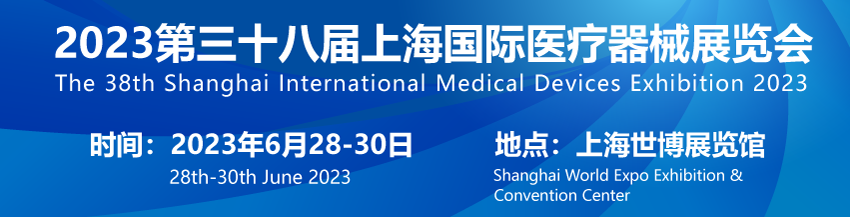 2023第三十八届上海国际医疗器械展览会
The 38th Shanghai International Medical Devices Exhibition 2023
时间：2023年6月28-30日
28th-30th June 2023
地点：上海世博展览馆
Shanghai World Expo Exhibition &
Convention Center